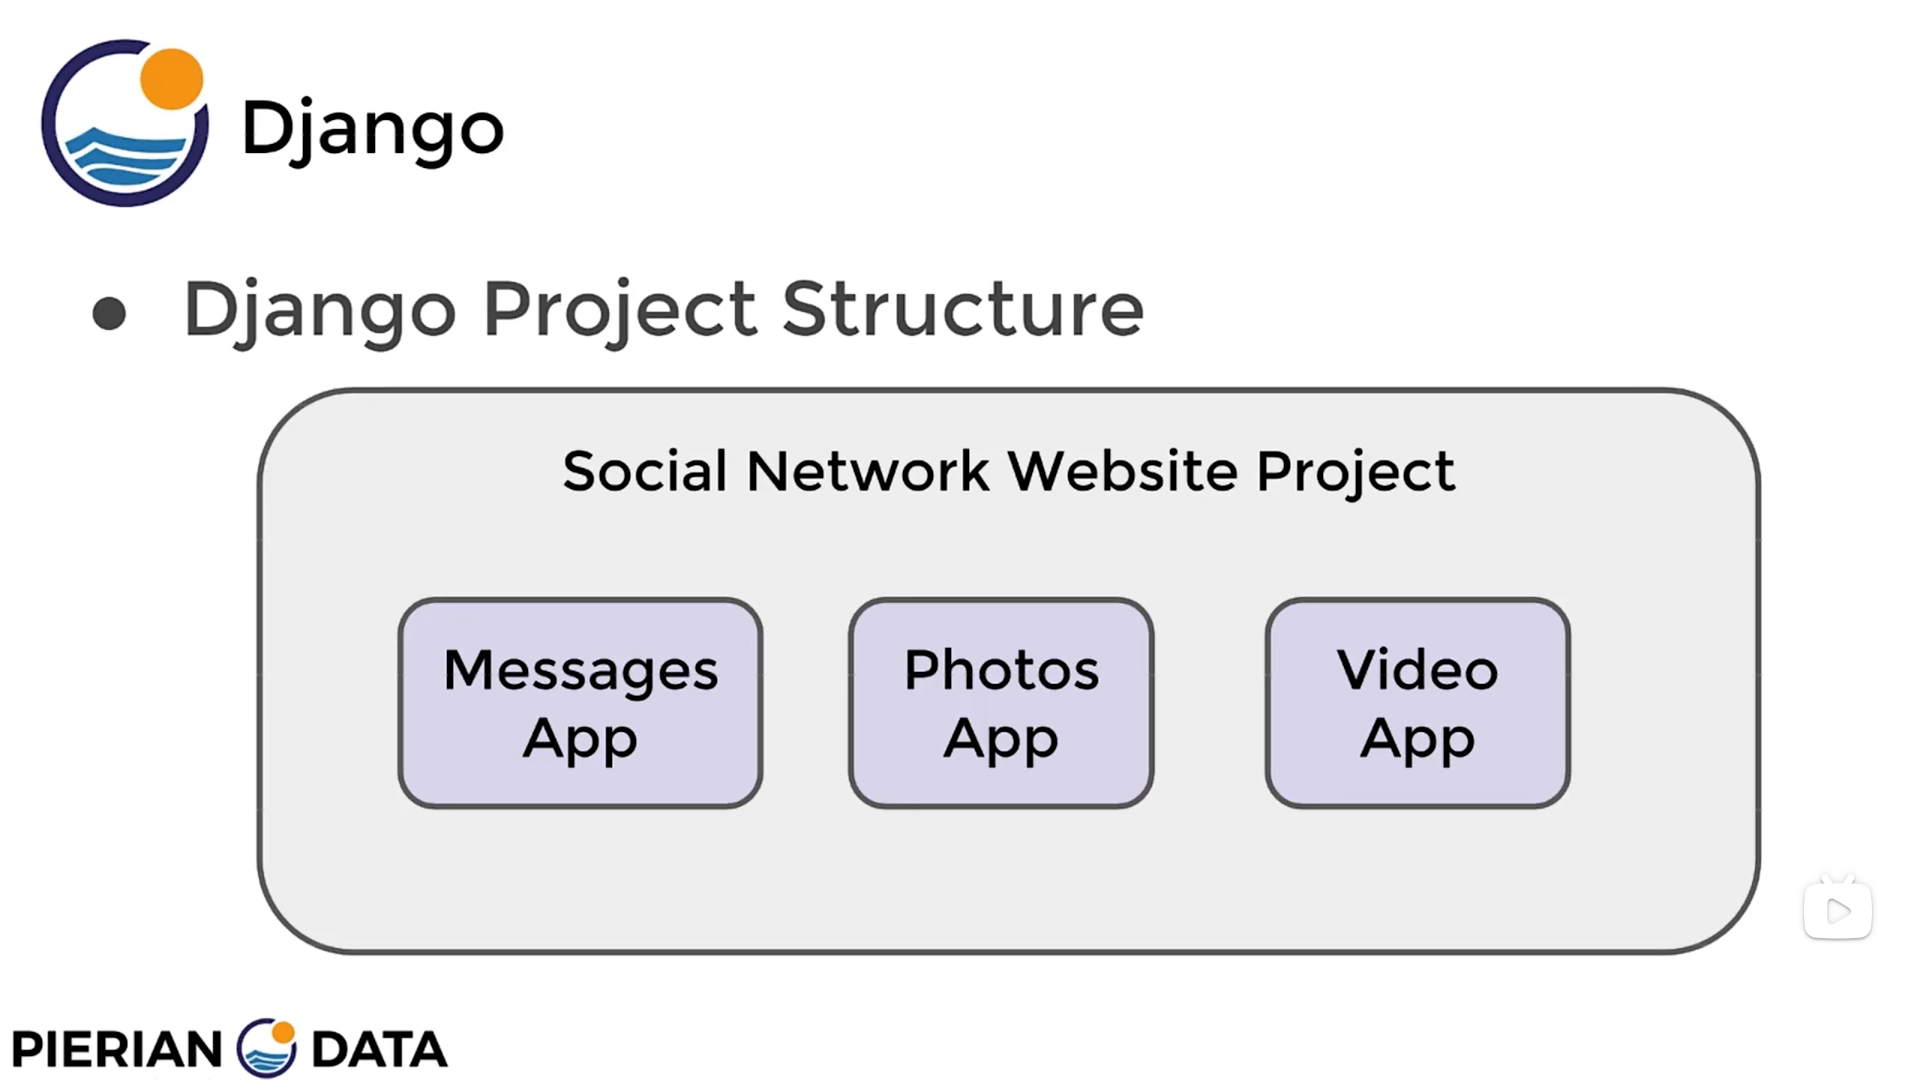 Django
● Django Project Structure
Social Network Website Project
Messages
App
Photos
App
Video
App
PIERIAN DATA